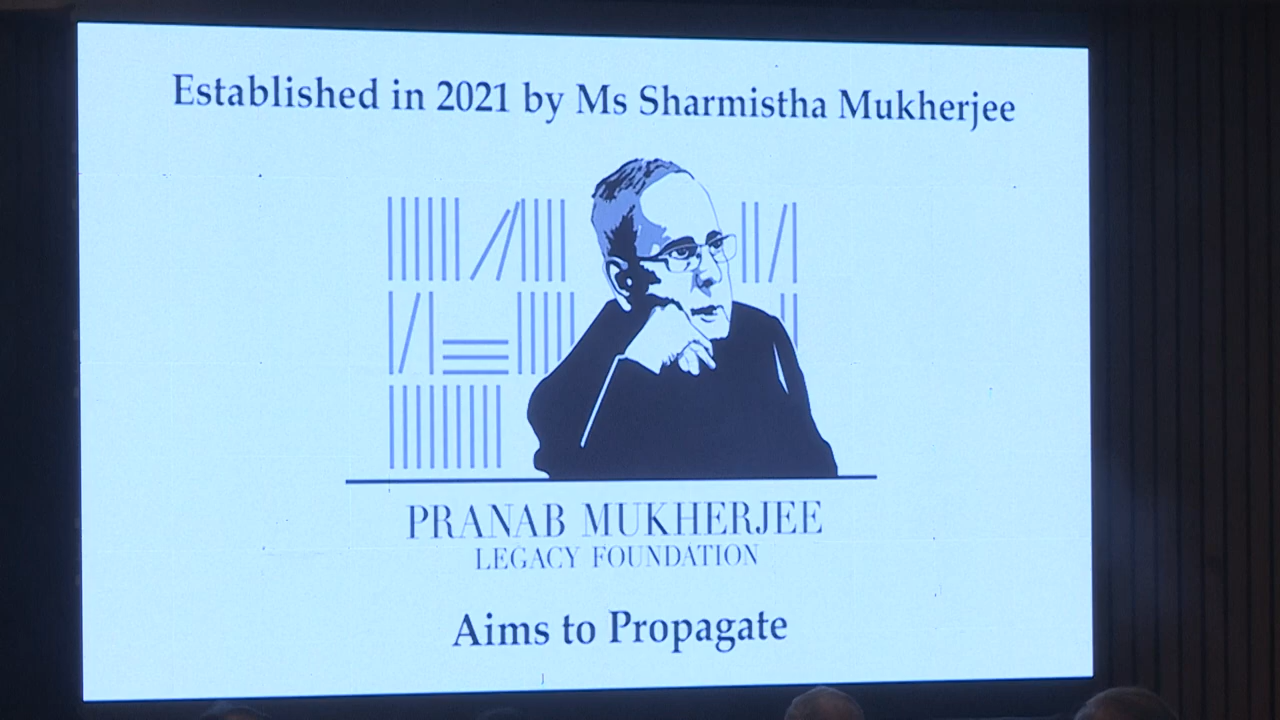 Established in 2021 by Ms Sharmistha Mukherjee
PRANAB MUKHERJEE
LEGACY FOUNDATION
Aims to Propagate